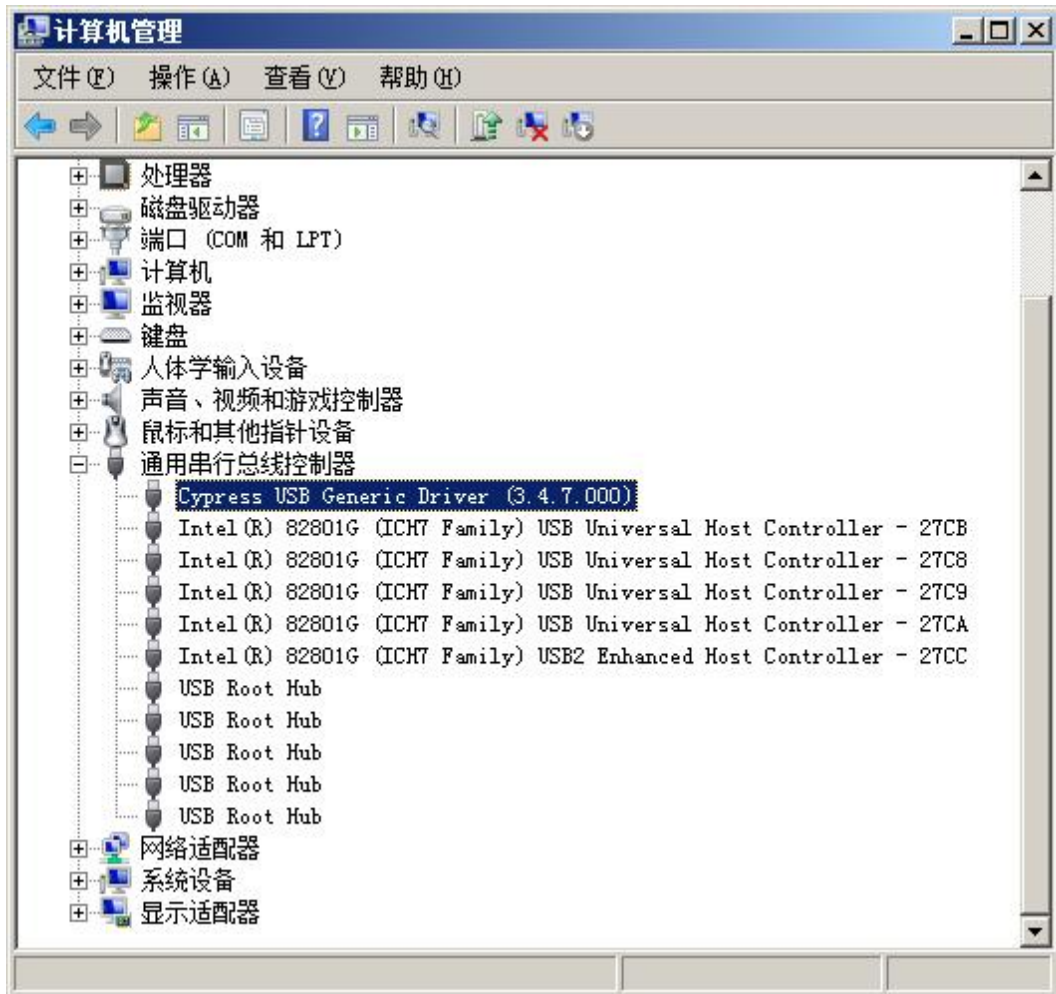 计算机管理
文件(F) 操作(A) 查看(V) 帮助(H)
处理器
磁盘驱动器
端口 (COM 和 LPT)
计算机
监视器
键盘
人体学输入设备
声音、视频和游戏控制器
鼠标和其他指针设备
通用串行总线控制器
Cypress USB Generic Driver (3.4.7.000)
Intel(R) 82801G (ICH7 Family) USB Universal Host Controller - 27CB
Intel(R) 82801G (ICH7 Family) USB Universal Host Controller - 27C8
Intel(R) 82801G (ICH7 Family) USB Universal Host Controller - 27C9
Intel(R) 82801G (ICH7 Family) USB Universal Host Controller - 27CA
Intel(R) 82801G (ICH7 Family) USB2 Enhanced Host Controller - 27CC
USB Root Hub
USB Root Hub
USB Root Hub
USB Root Hub
USB Root Hub
网络适配器
系统设备
显示适配器